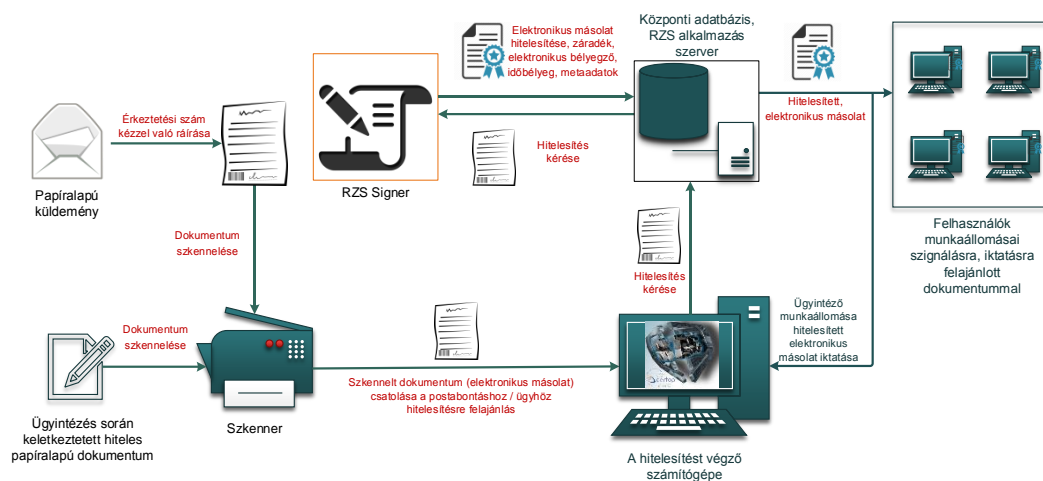 Elektronikus másolat
hitelesítése, záradék,
elektronikus bélyegző,
időbélyeg, metaadatok
Központi adatbázis,
RZS alkalmazás
szerver
Érkeztetési szám
kézzel való ráírása
Hitelesített,
elektronikus másolat
Hitelesítés
kérése
Papíralapú
küldemény
RZS Signer
Dokumentum
szkennelése
Hitelesítés
kérése
Felhasználók
munkaállomásai
szignálásra, iktatásra
felajánlott
dokumentummal
Dokumentum
szkennelése
Ügyintéző
munkaállomása
hitelesített
elektronikus
másolat iktatása
Szkennelt dokumentum (elektronikus másolat)
csatolása a postabontáshoz / ügyhöz
hitelesítésre felajánlás
Ügyintézés során
keletkeztetett hiteles
papíralapú dokumentum
Szkenner
A hitelesítést végző
számítógépe